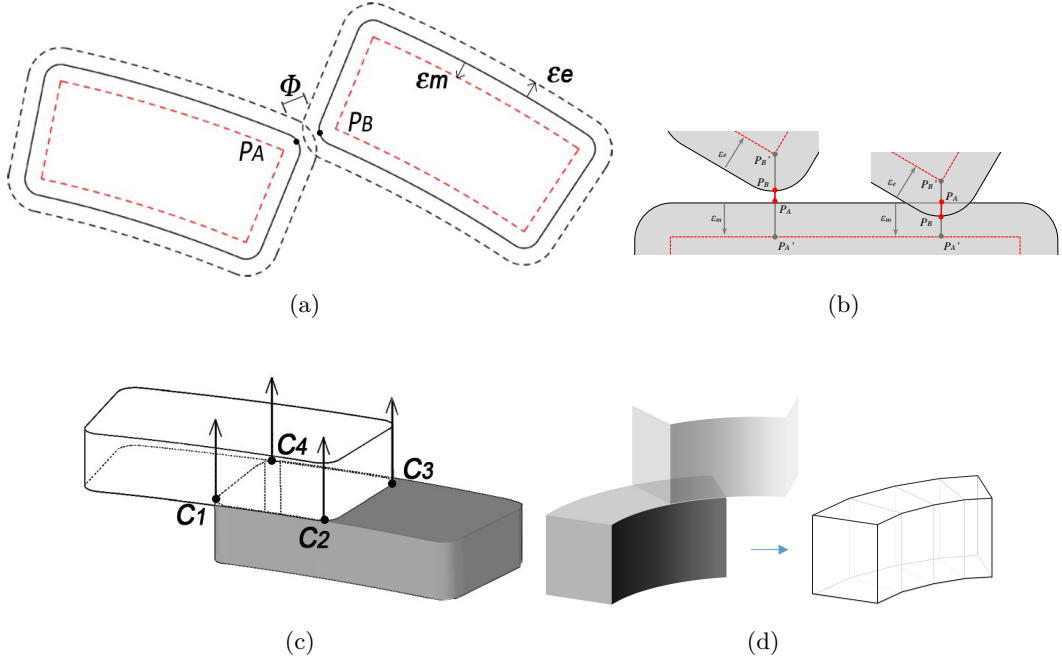 Φ
εm
εe
PA
PB
(a)
PB'
εe
PB
PA
εm
PA'
PB'
εe
PA
PB
εm
PA'
(b)
C4
C3
C1
C2
(c)
(d)